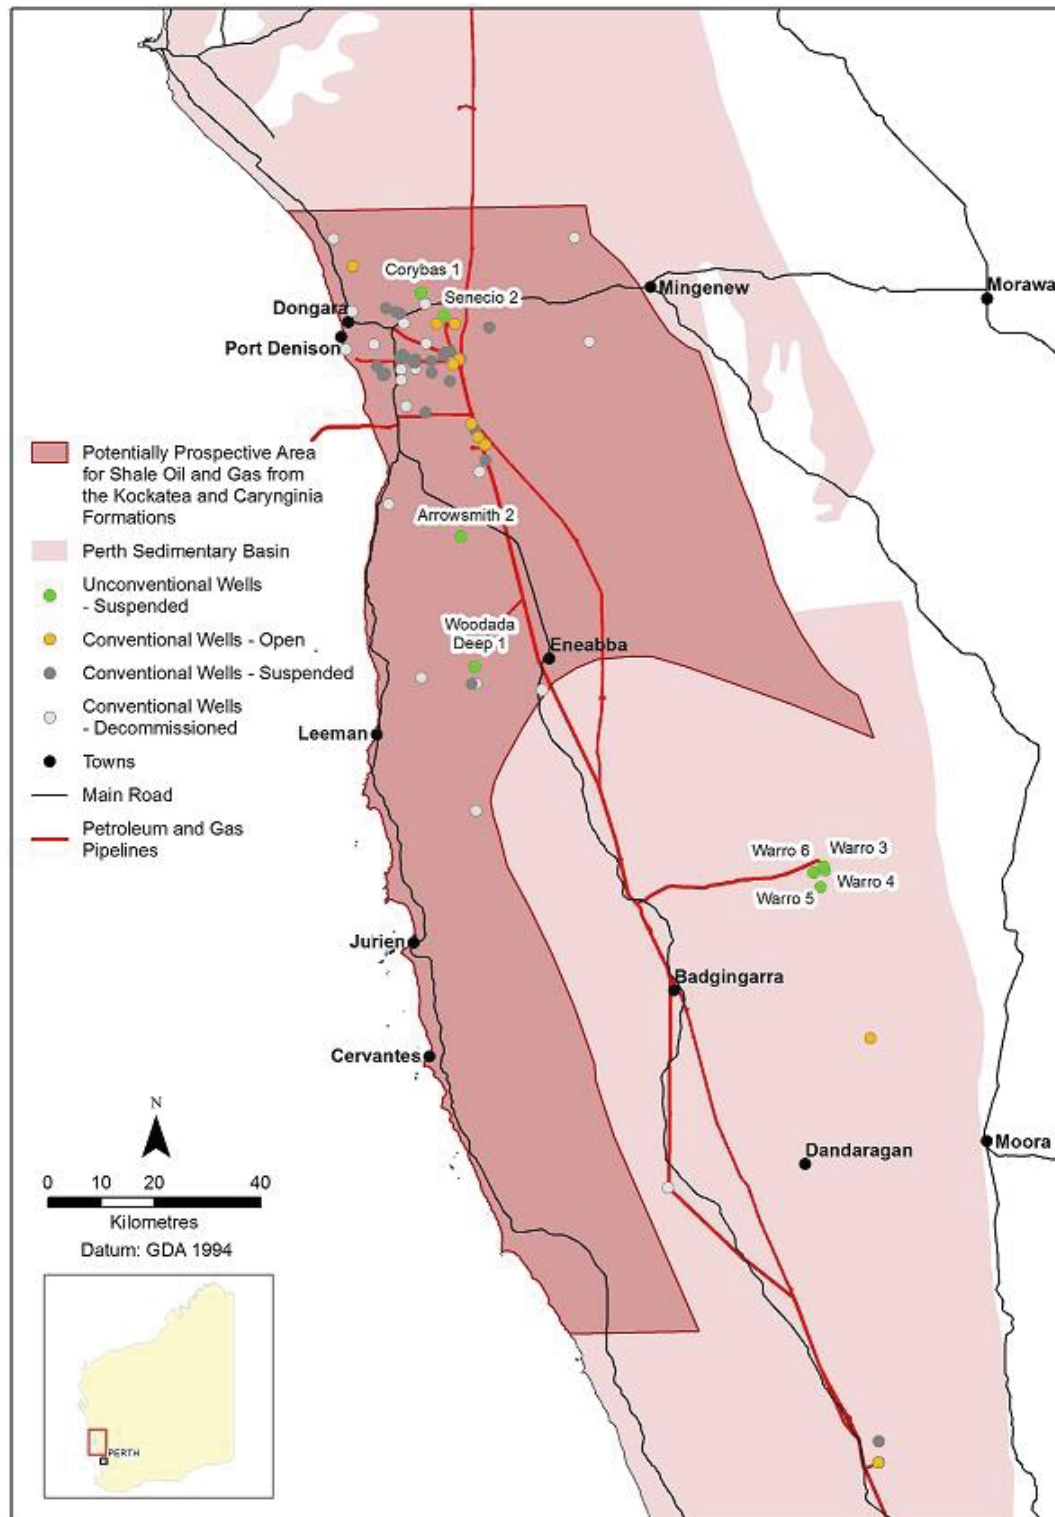 Corybas 1
Senecio 2
Mingenew
Morawa
Dongara
Port Denison
Potentially Prospective Area
for Shale Oil and Gas from
the Kockatea and Carynginia
Formations
Arrowsmith 2
Perth Sedimentary Basin
Unconventional Wells
- Suspended
Woodada
Deep 1
Eneabba
Conventional Wells - Open
Conventional Wells - Suspended
Conventional Wells
- Decommissioned
Leeman
Towns
Main Road
Petroleum and Gas
Pipelines
Warro 6
Warro 3
Warro 4
Warro 5
Jurien
Badgingarra
Cervantes
N
Moora
Dandaragan
0 10 20 40
Kilometres
Datum: GDA 1994
PERTH